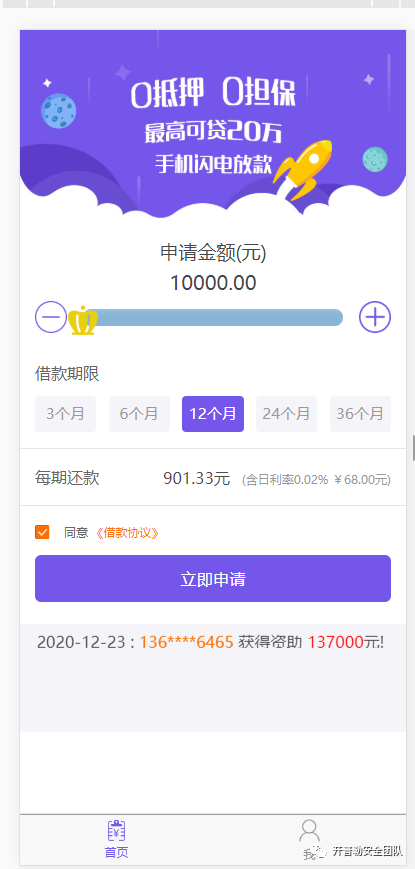 0抵押 0担保
最高可贷20万
手机闪电放款
申请金额(元)
10000.00
借款期限
3个月 6个月 12个月 24个月 36个月
每期还款 901.33元 (含日利率0.02% ￥68.00元)
同意 《借款协议》
立即申请
2020-12-23 : 136****6465 获得资助 137000元!
首页 我
开普勒安全团队